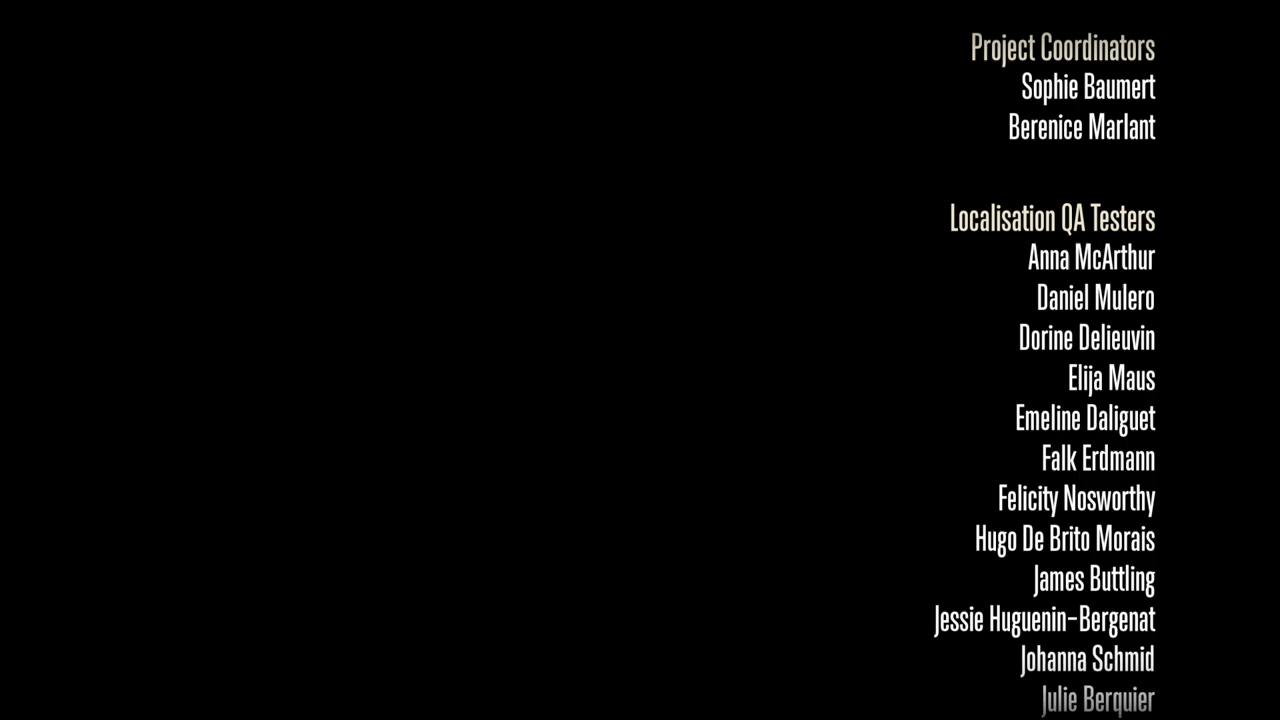 Project Coordinators
Sophie Baumert
Berenice Marlant
Localisation QA Testers
Anna McArthur
Daniel Mulero
Dorine Delieuvin
Elija Maus
Emeline Daliguet
Falk Erdmann
Felicity Nosworthy
Hugo De Brito Morais
James Buttling
Jessie Huguenin-Bergenat
Johanna Schmid
Julie Berquier